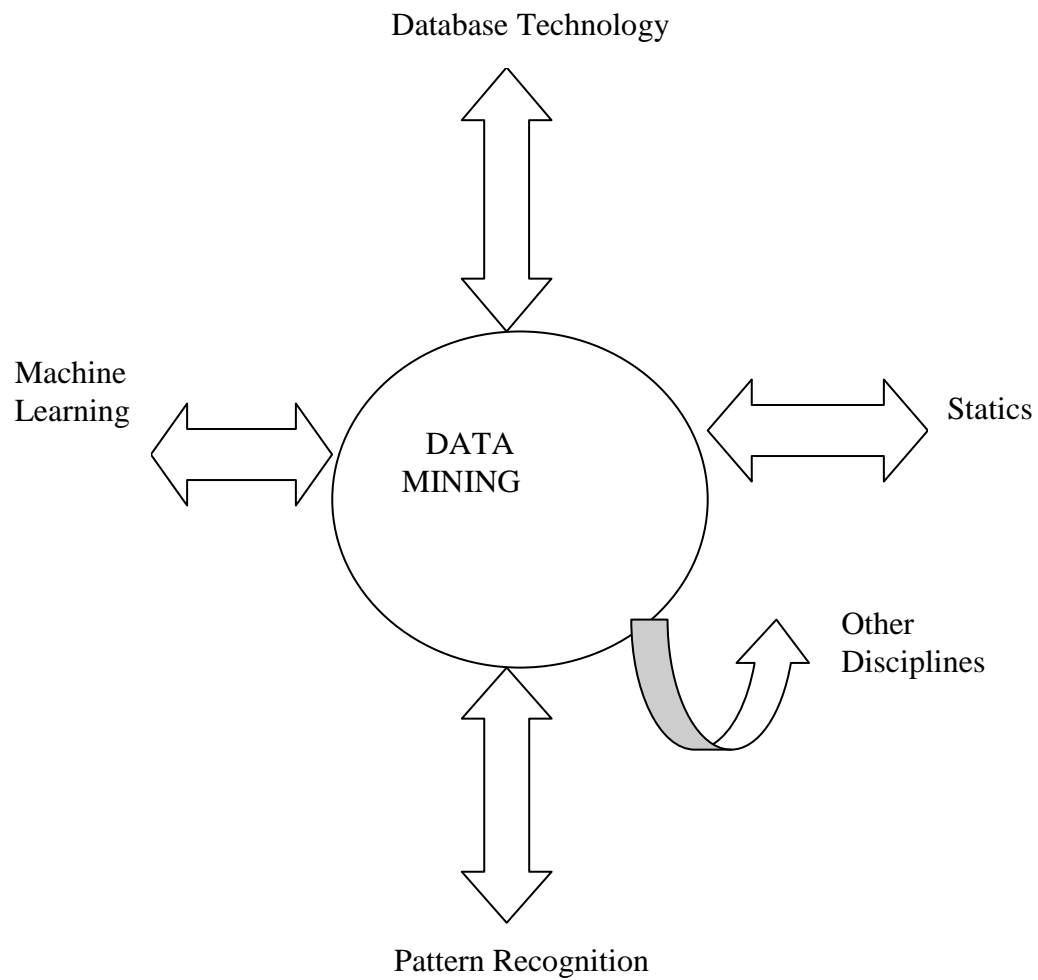 Database Technology
Machine
Learning
DATA
MINING
Statics
Other
Disciplines
Pattern Recognition